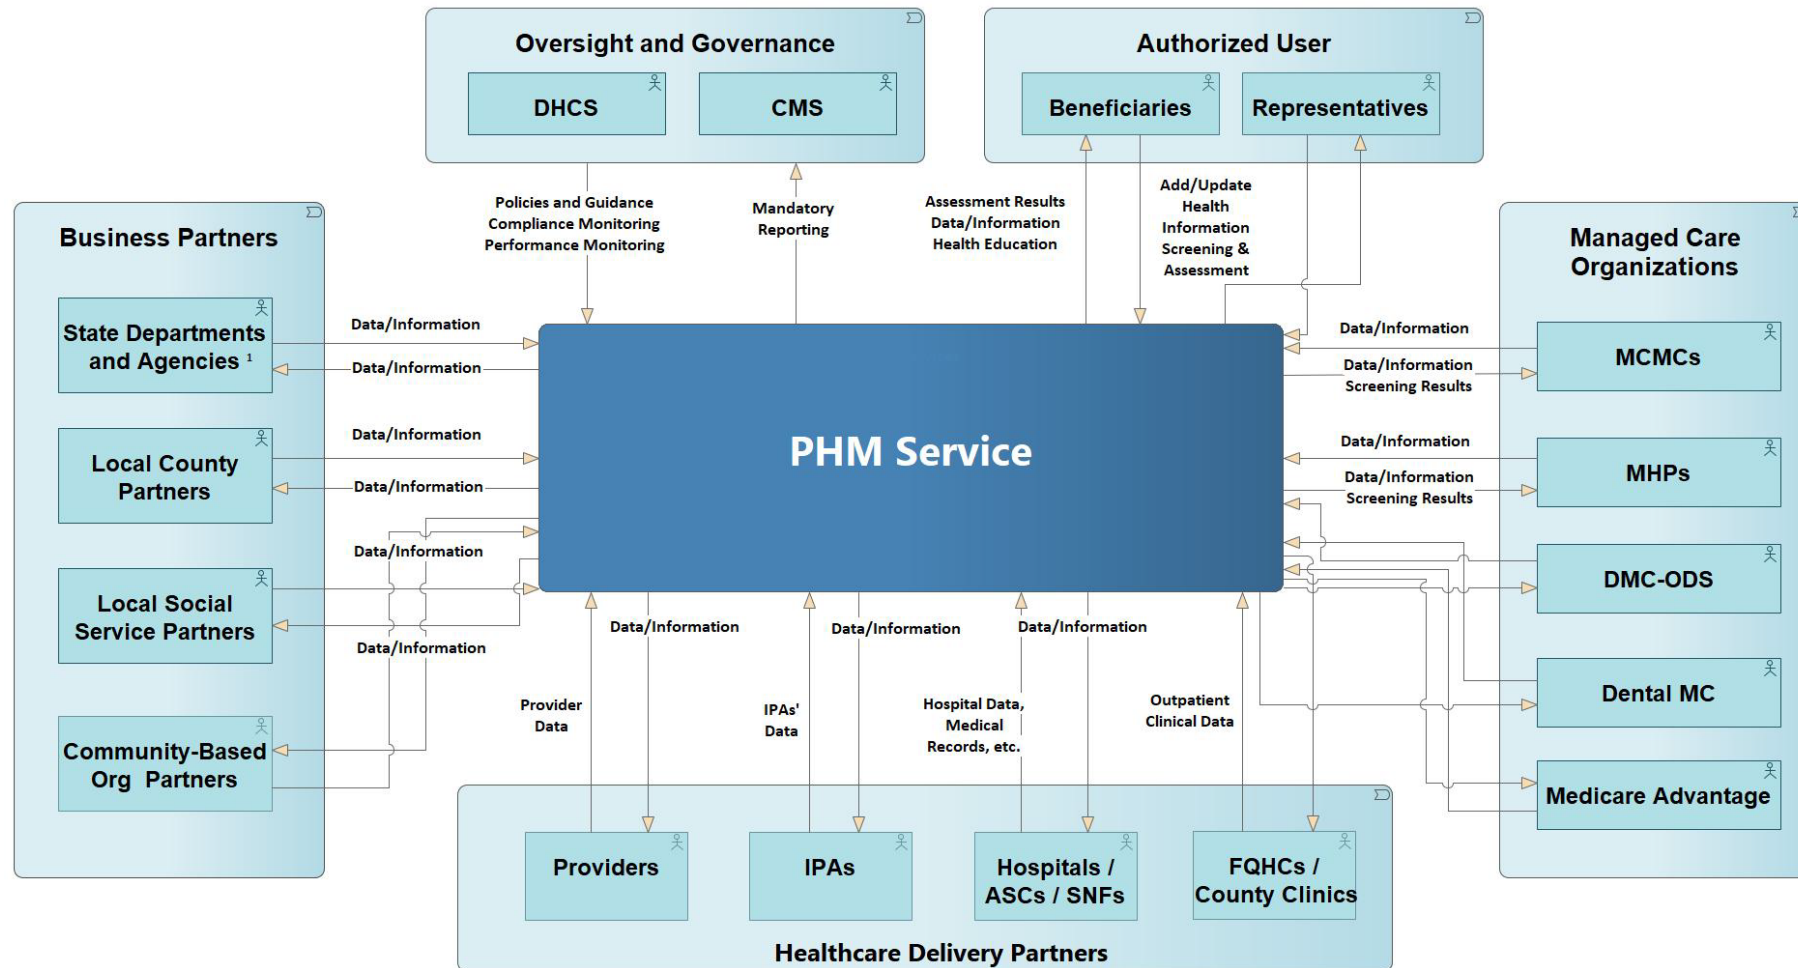 Oversight and Governance
DHCS
CMS
Authorized User
Beneficiaries
Representatives
Policies and Guidance
Compliance Monitoring
Performance Monitoring
Mandatory
Reporting
Assessment Results
Data/Information
Health Education
Add/Update
Health
Information
Screening &
Assessment
Business Partners
State Departments
and Agencies ¹
Local County
Partners
Local Social
Service Partners
Community-Based
Org Partners
Data/Information
Data/Information
Data/Information
Data/Information
Data/Information
Data/Information
PHM Service
Data/Information
Data/Information
Screening Results
Data/Information
Data/Information
Screening Results
Managed Care
Organizations
MCMCs
MHPs
DMC-ODS
Dental MC
Medicare Advantage
Provider
Data
Data/Information
IPAs'
Data
Data/Information
Hospital Data,
Medical
Records, etc.
Data/Information
Outpatient
Clinical Data
Providers
IPAs
Hospitals /
ASCs / SNFs
FQHCs /
County Clinics
Healthcare Delivery Partners